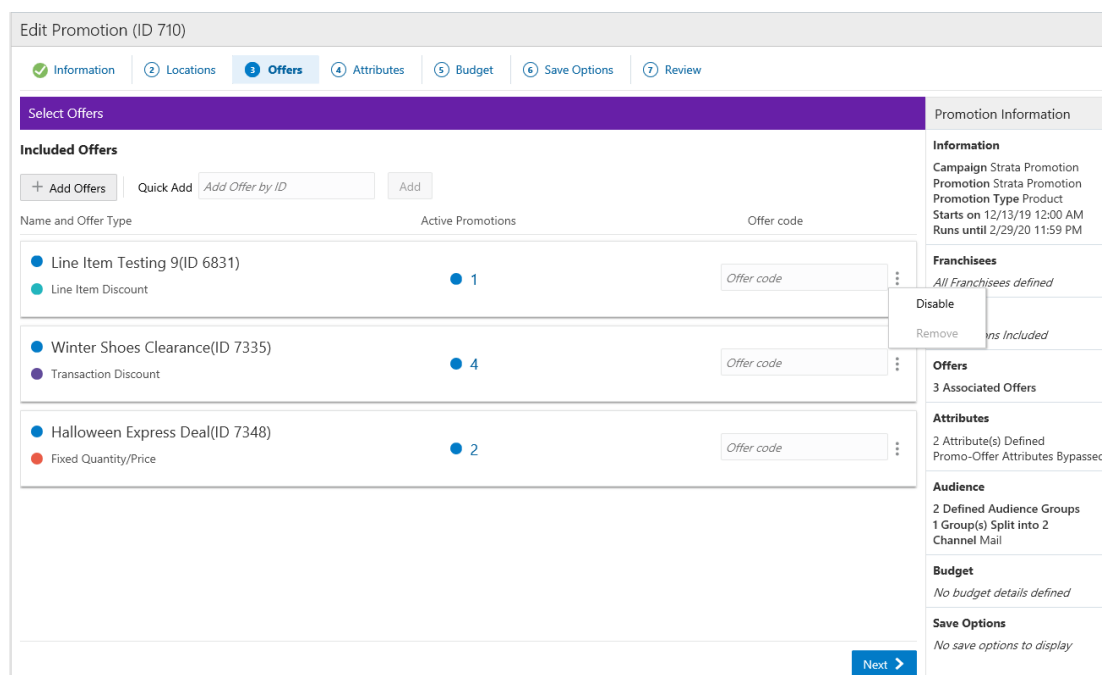 Edit Promotion (ID 710)
Information
2 Locations
3 Offers
4 Attributes
5 Budget
6 Save Options
7 Review
Select Offers
Included Offers
+ Add Offers
Quick Add
Add Offer by ID
Add
Name and Offer Type
Active Promotions
Offer code
Line Item Testing 9(ID 6831)
Line Item Discount
1
Offer code
Disable
Remove
Winter Shoes Clearance(ID 7335)
Transaction Discount
4
Offer code
Halloween Express Deal(ID 7348)
Fixed Quantity/Price
2
Offer code
Next
Promotion Information
Information
Campaign Strata Promotion
Promotion Strata Promotion
Promotion Type Product
Starts on 12/13/19 12:00 AM
Runs until 2/29/20 11:59 PM
Franchisees
All Franchisees defined
Included
Offers
3 Associated Offers
Attributes
2 Attribute(s) Defined
Promo-Offer Attributes Bypassed
Audience
2 Defined Audience Groups
1 Group(s) Split into 2
Channel Mail
Budget
No budget details defined
Save Options
No save options to display